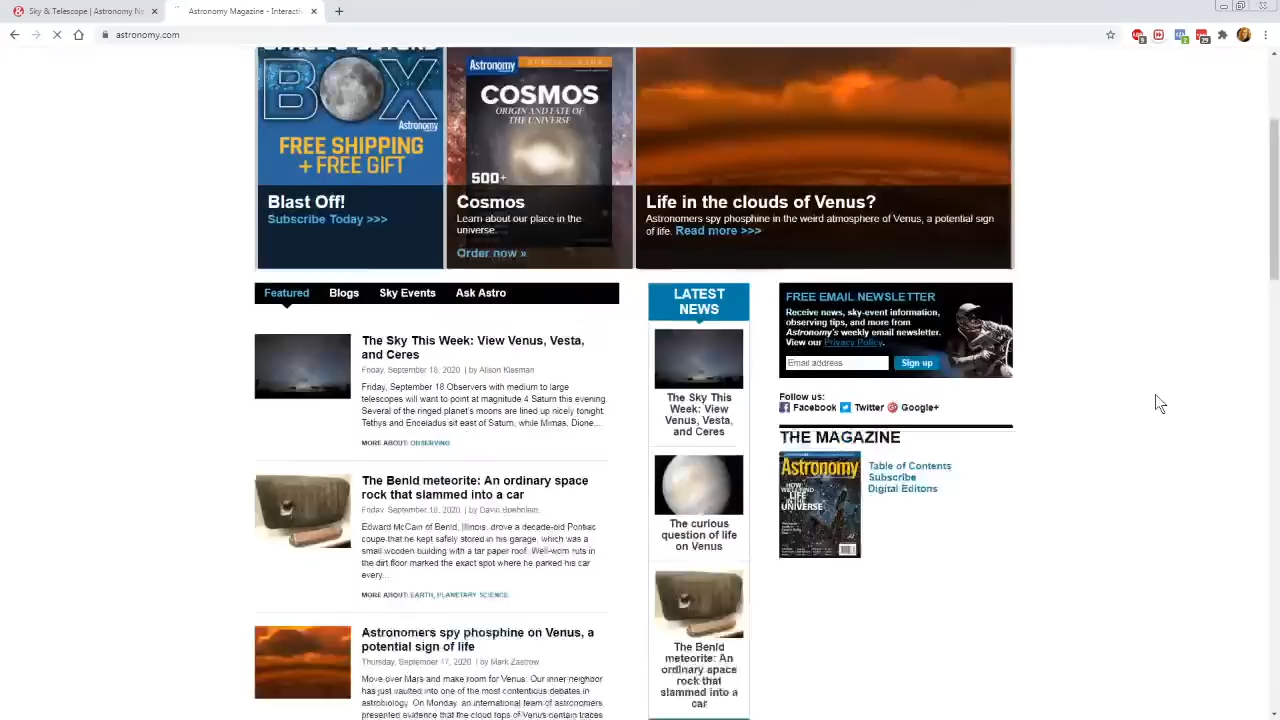 Sky & Telescope | Astronomy Ne
Astronomy Magazine - Interactiv
astronomy.com
BOX
Astronomy
FREE SHIPPING
+ FREE GIFT
Blast Off!
Subscribe Today >>>
Astronomy
COSMOS
ORIGIN AND FATE OF
THE UNIVERSE
500+
Cosmos
Learn about our place in the
universe.
Order now »
Life in the clouds of Venus?
Astronomers spy phosphine in the weird atmosphere of Venus, a potential sign
of life. Read more >>>
Featured Blogs Sky Events Ask Astro
The Sky This Week: View Venus, Vesta,
and Ceres
Friday, September 18, 2020 | by Alison Klesman
Friday, September 18 Observers with medium to large
telescopes will want to point at magnitude 4 Saturn this evening.
Several of the ringed planet's moons are lined up nicely tonight:
Tethys and Enceladus sit east of Saturn, while Mimas, Dione,...
MORE ABOUT: OBSERVING
The Benld meteorite: An ordinary space
rock that slammed into a car
Friday, September 18, 2020 | by David Boehnlein
Edward McCain of Benld, Illinois, drove a decade-old Pontiac
coupe that he kept safely stored in his garage, which was a
small wooden building with a tar paper roof. Well-worn ruts in
the dirt floor marked the exact spot where he parked his car
every...
MORE ABOUT: EARTH, PLANETARY SCIENCE
Astronomers spy phosphine on Venus, a
potential sign of life
Thursday, September 17, 2020 | by Mark Zastrow
Move over Mars and make room for Venus: Our inner neighbor
has just vaulted into one of the most contentious debates in
astrobiology. On Monday, an international team of astronomers
presented evidence that the cloud tops of Venus contain traces
LATEST
NEWS
The Sky This
Week: View
Venus, Vesta,
and Ceres
The curious
question of life
on Venus
The Benld
meteorite: An
ordinary space
rock that
slammed into a
car
FREE EMAIL NEWSLETTER
Receive news, sky-event information,
observing tips, and more from
Astronomy's weekly email newsletter.
View our Privacy Policy.
Email address
Sign up
Follow us:
Facebook Twitter Google+
THE MAGAZINE
Astronomy
HOW
WE'LL FIND
LIFE
IN THE
UNIVERSE
Table of Contents
Subscribe
Digital Editons